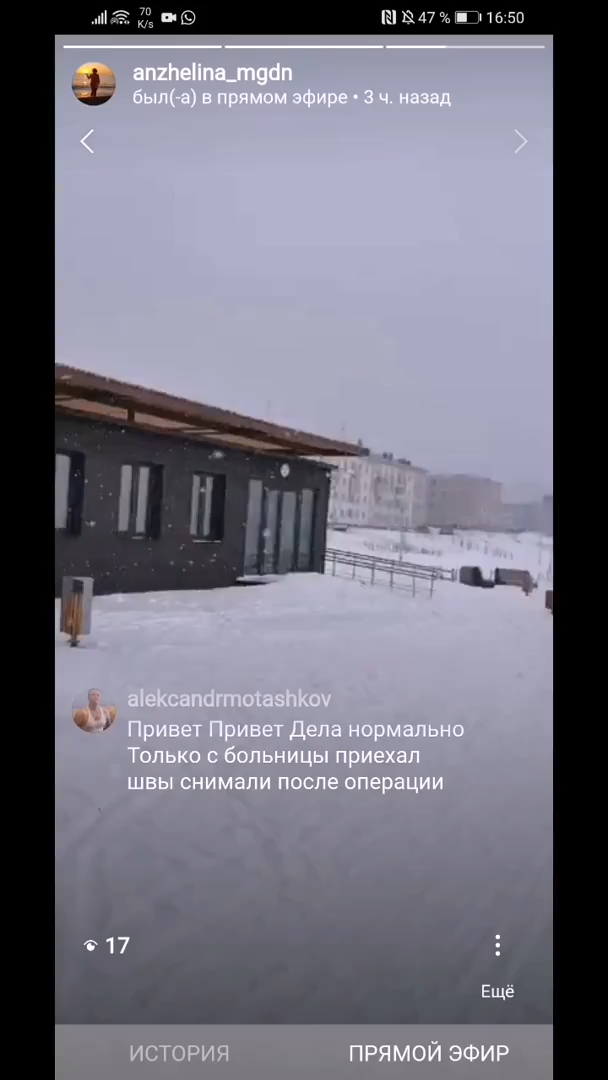 70
K/s
47 %
16:50
anzhelina_mgdn
был(-а) в прямом эфире • 3 ч. назад
alekcandrmotashkov
Привет Привет Дела нормально
Только с больницы приехал
швы снимали после операции
17
Ещё
ИСТОРИЯ
ПРЯМОЙ ЭФИР